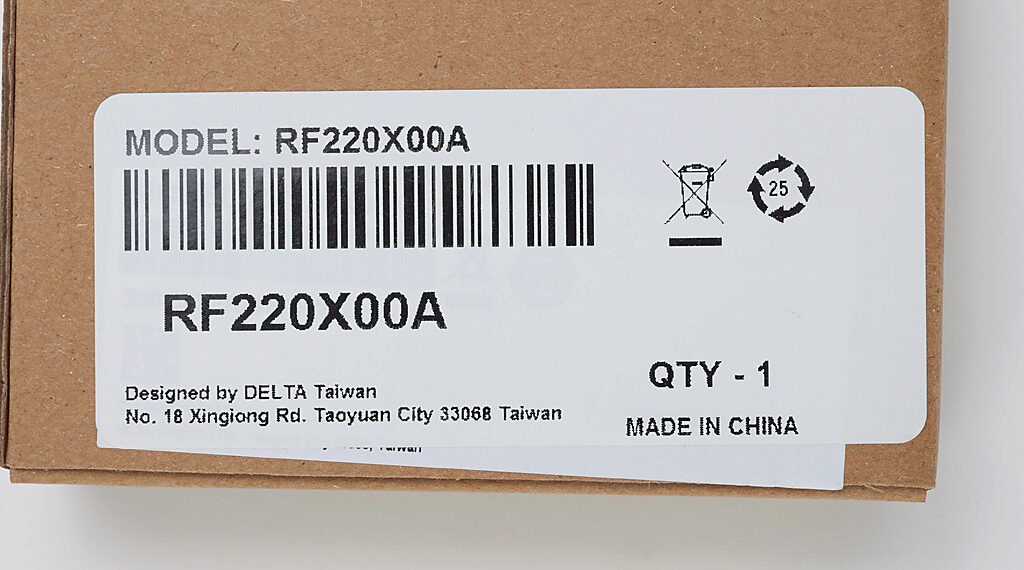 MODEL: RF220X00A
25
RF220X00A
QTY - 1
Designed by DELTA Taiwan
No. 18 Xingiong Rd. Taoyuan City 33068 Taiwan
MADE IN CHINA
Taiwan